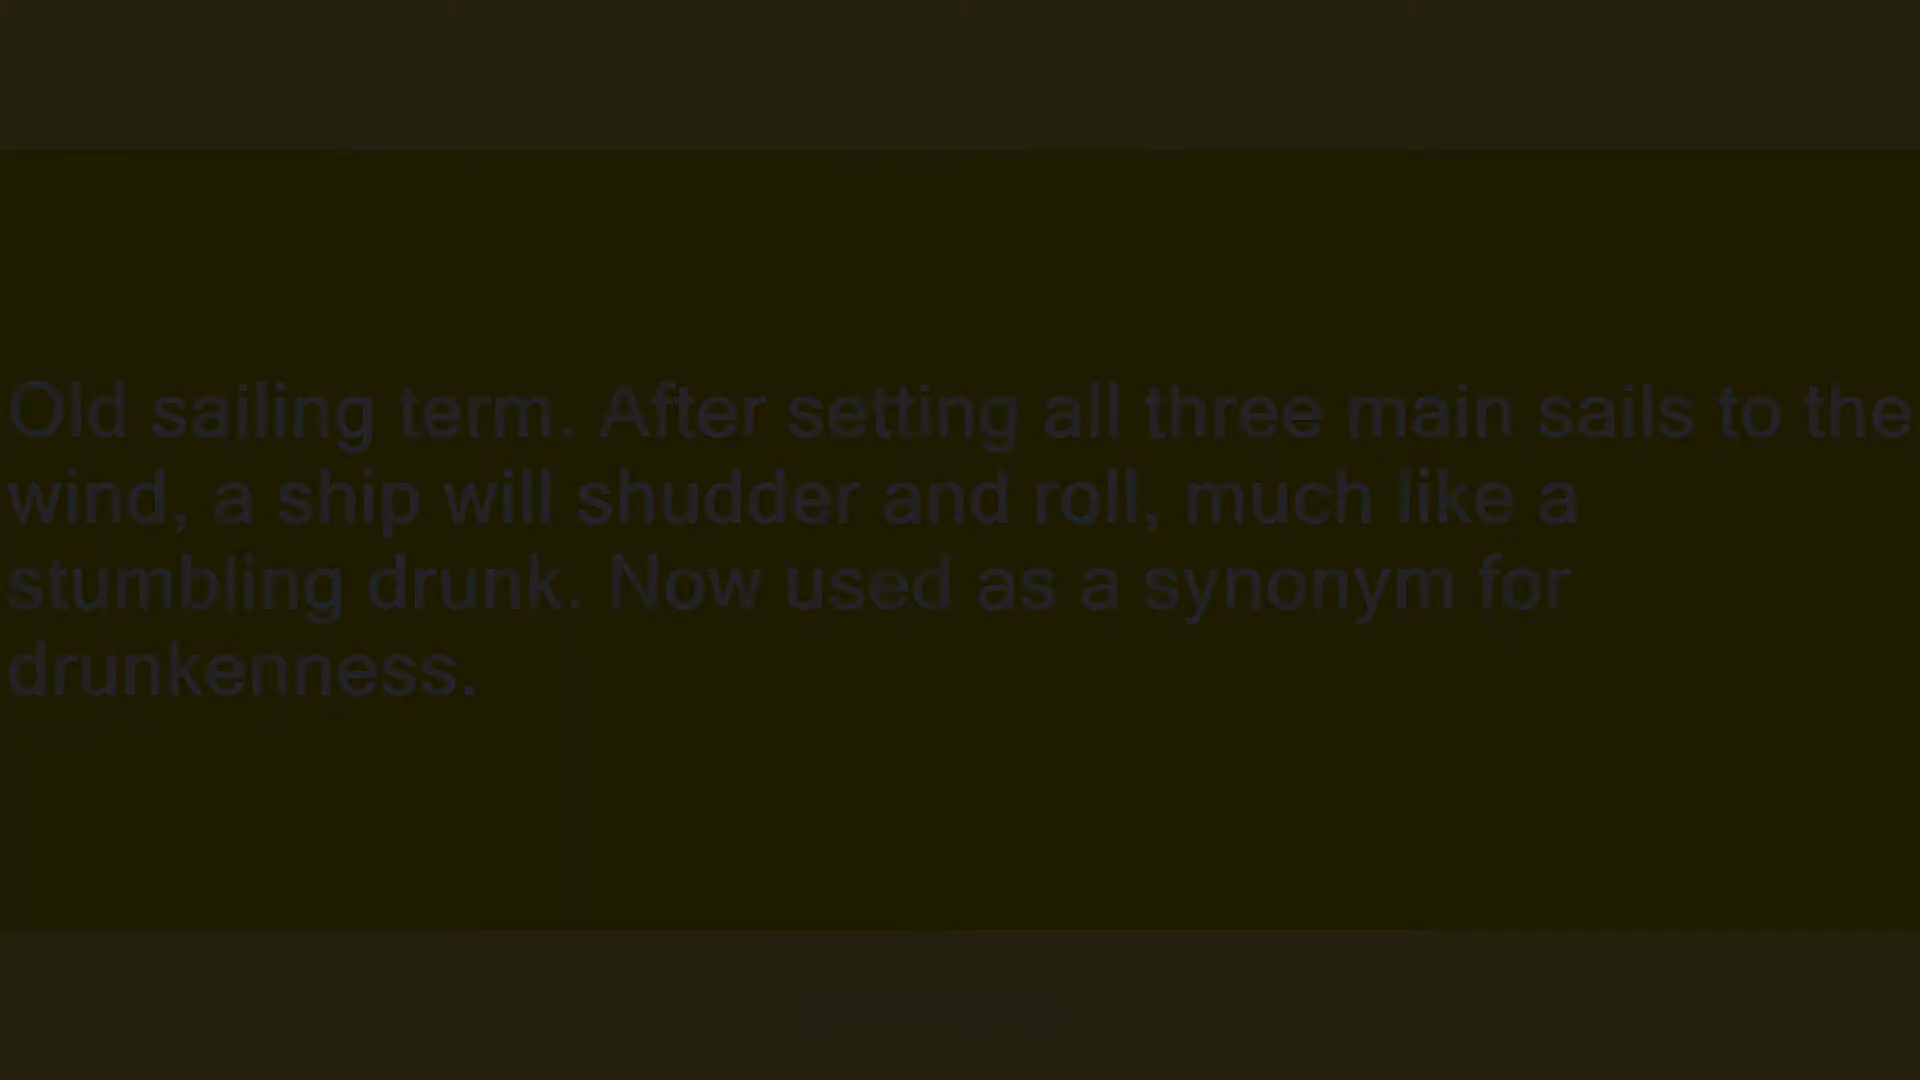 Old sailing term. After setting all three main sails to the
wind, a ship will shudder and roll, much like a
stumbling drunk. Now used as a synonym for
drunkenness.